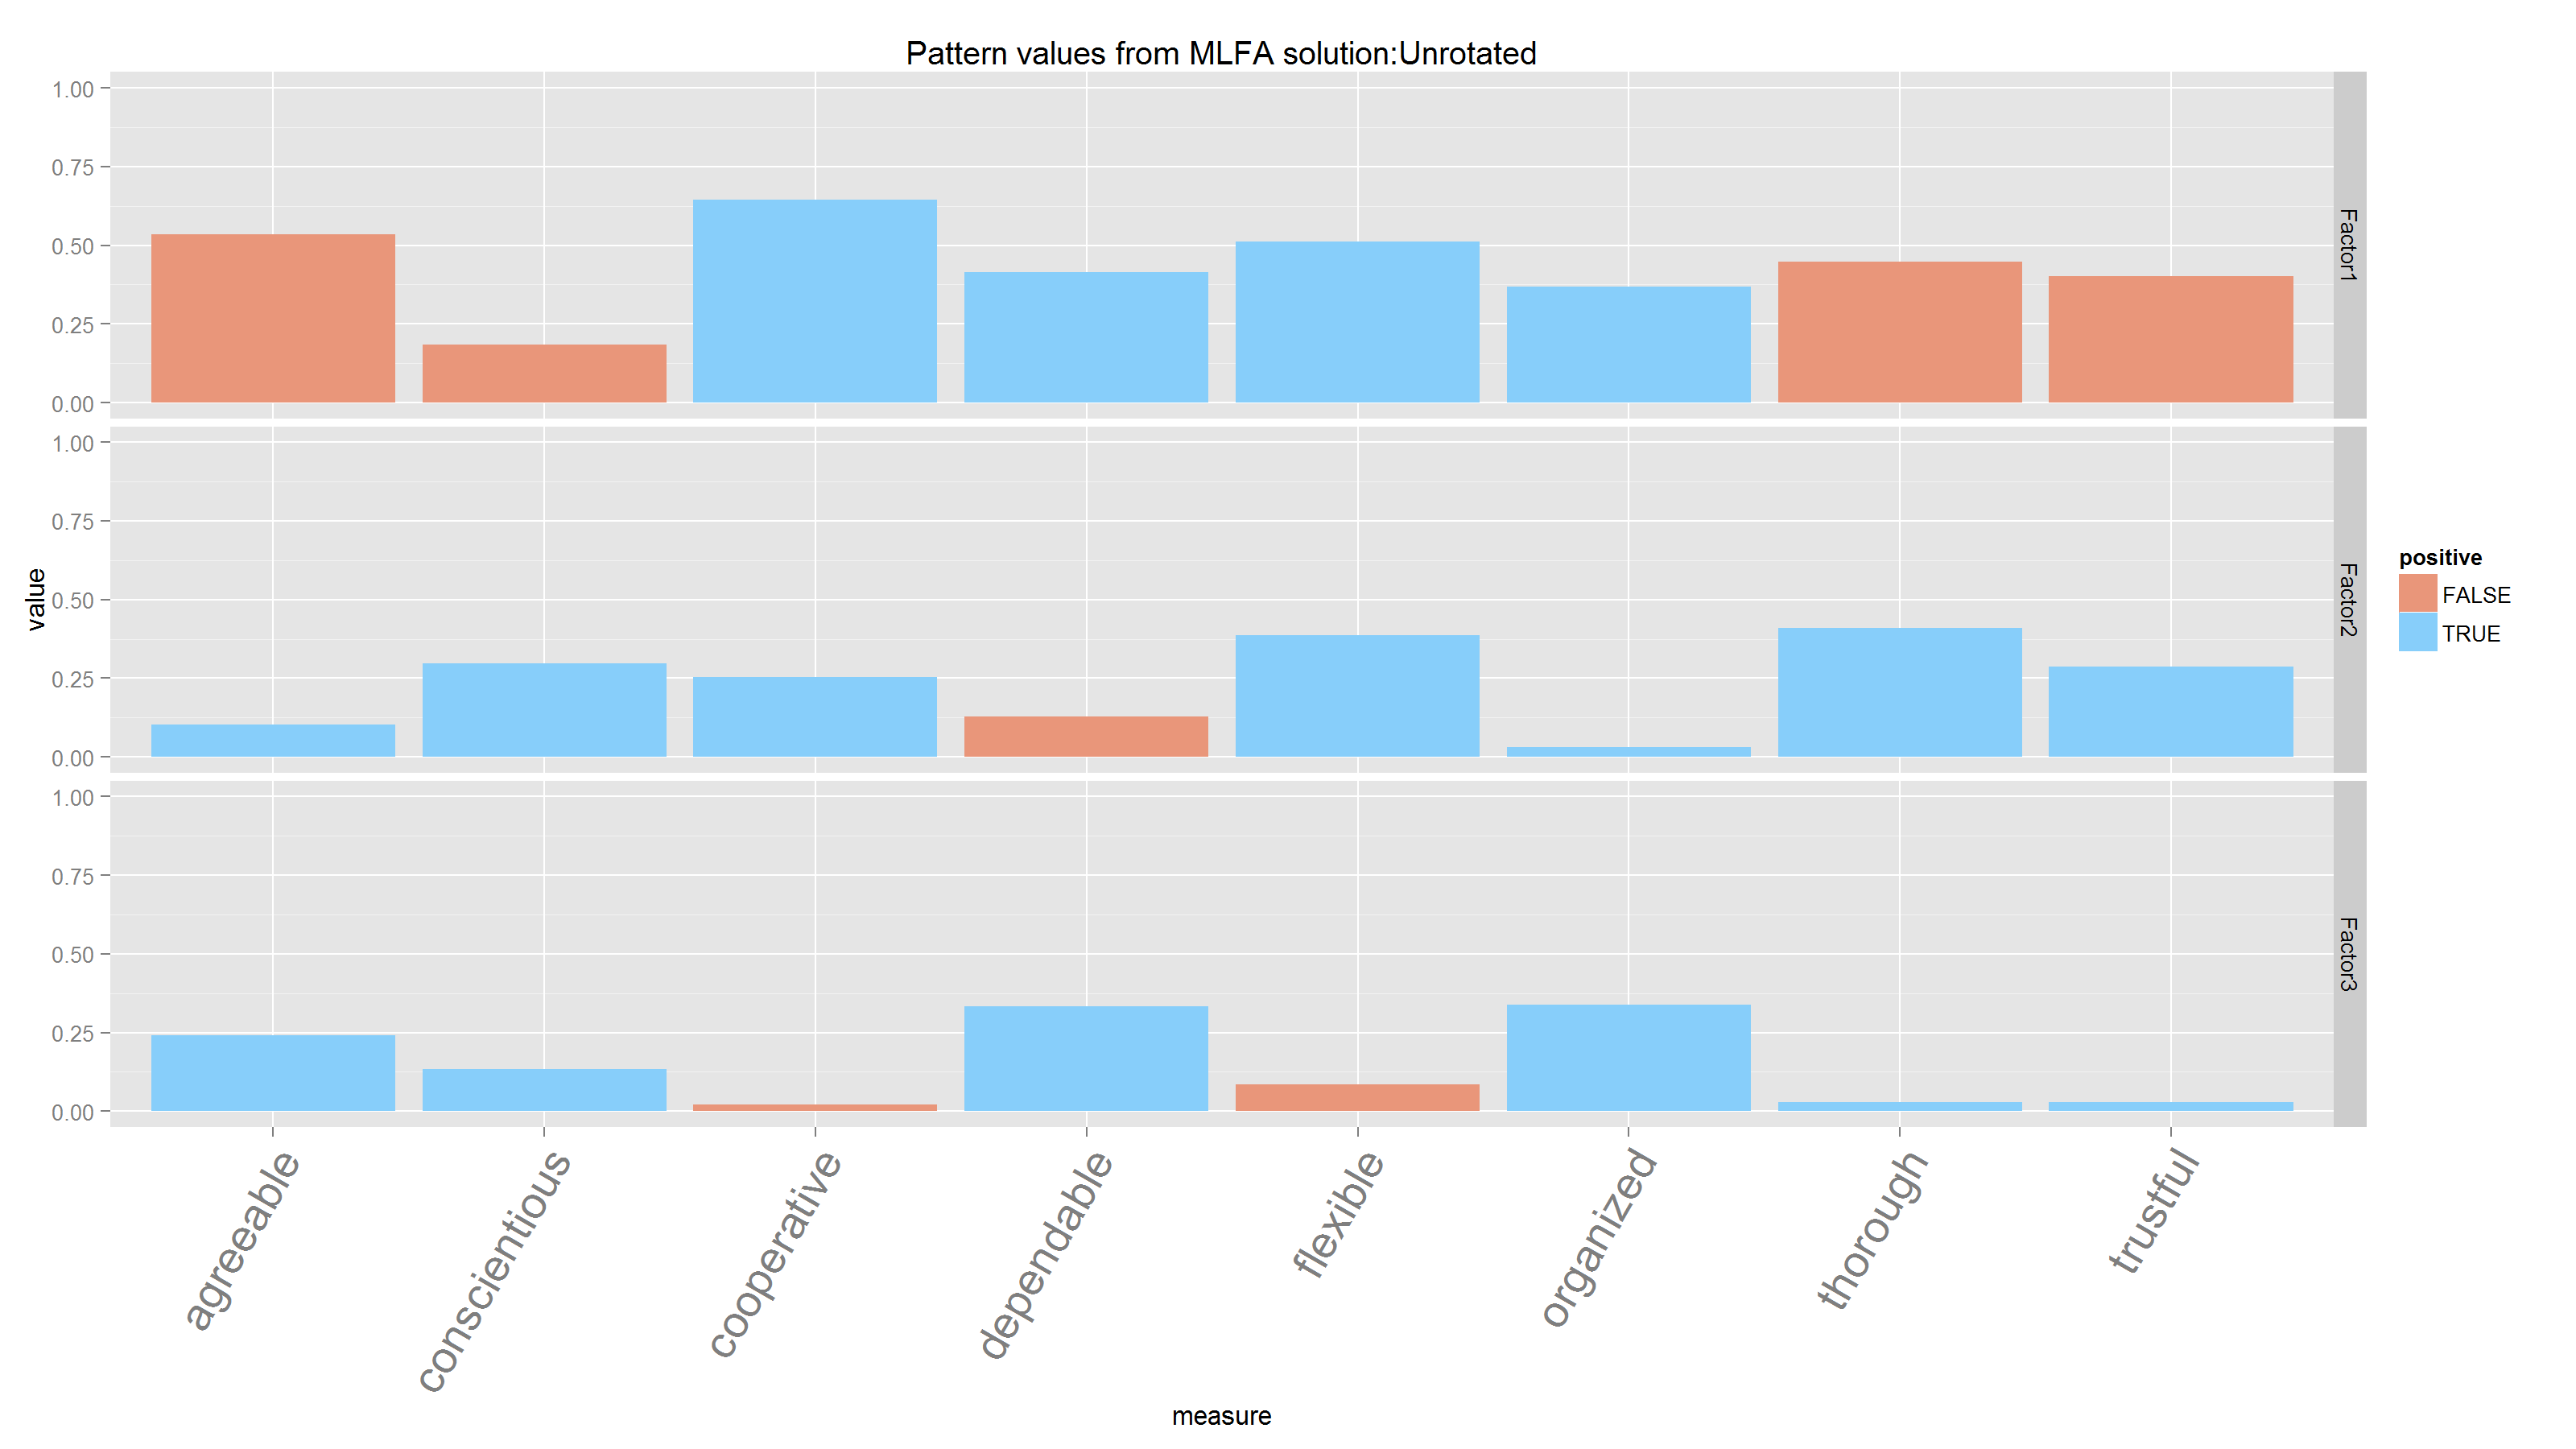 Pattern values from MLFA solution:Unrotated
1.00
0.75
0.50
0.25
0.00
Factor1
1.00
0.75
0.50
0.25
0.00
Factor2
1.00
0.75
0.50
0.25
0.00
Factor3
value
agreeable
conscientious
cooperative
dependable
flexible
organized
thorough
trustful
measure
positive
FALSE
TRUE